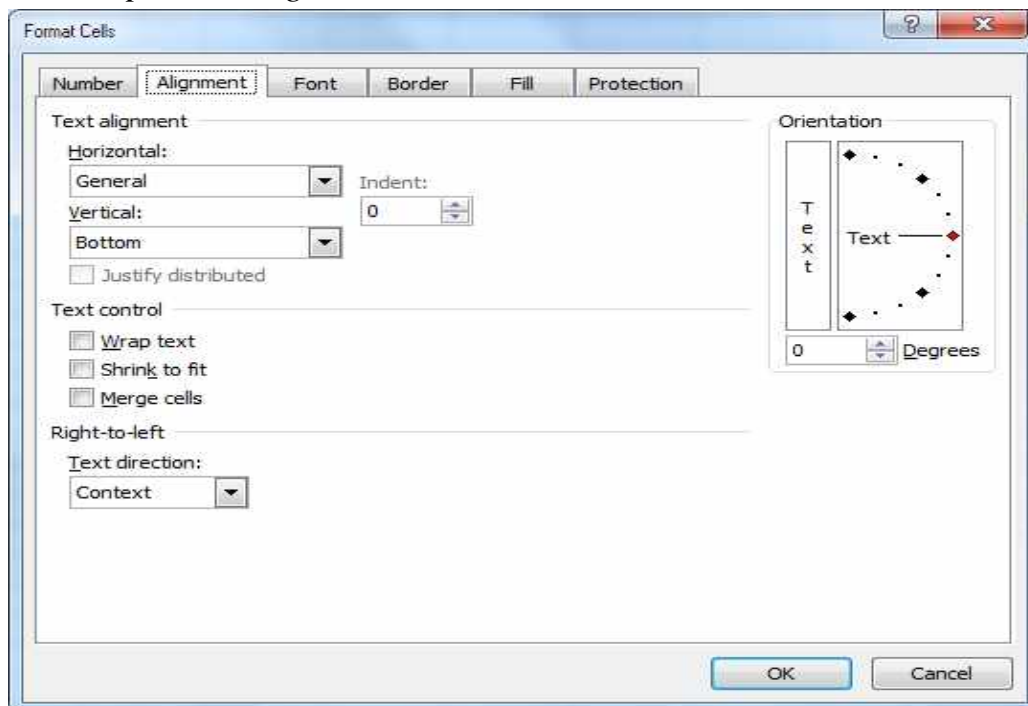 Format Cells
Number Alignment Font Border Fill Protection
Text alignment
Horizontal:
General
Indent:
0
Vertical:
Bottom
Justify distributed
Text control
Wrap text
Shrink to fit
Merge cells
Right-to-left
Text direction:
Context
Orientation
Text
Text
0 Degrees
OK Cancel